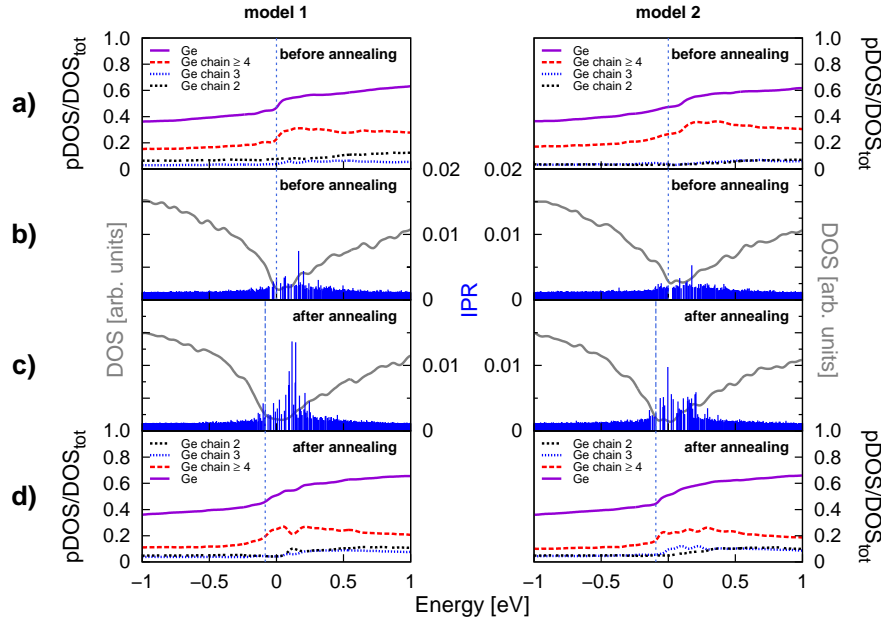 model 1
model 2
a)
pDOS/DOStot
1.0
0.8
0.6
0.4
0.2
0
Ge
Ge chain ≥ 4
Ge chain 3
Ge chain 2
before annealing
Ge
Ge chain ≥ 4
Ge chain 3
Ge chain 2
before annealing
1.0
0.8
0.6
0.4
0.2
0
pDOS/DOStot
b)
before annealing
0.02
0.01
0
0.02
0.01
0
before annealing
DOS [arb. units]
IPR
DOS [arb. units]
c)
after annealing
0.01
0
0.01
0
after annealing
d)
pDOS/DOStot
1.0
0.8
0.6
0.4
0.2
0
Ge chain 2
Ge chain 3
Ge chain ≥ 4
Ge
after annealing
Ge chain 2
Ge chain 3
Ge chain ≥ 4
Ge
after annealing
1.0
0.8
0.6
0.4
0.2
0
pDOS/DOStot
−1 −0.5 0 0.5 1
−1 −0.5 0 0.5 1
Energy [eV]